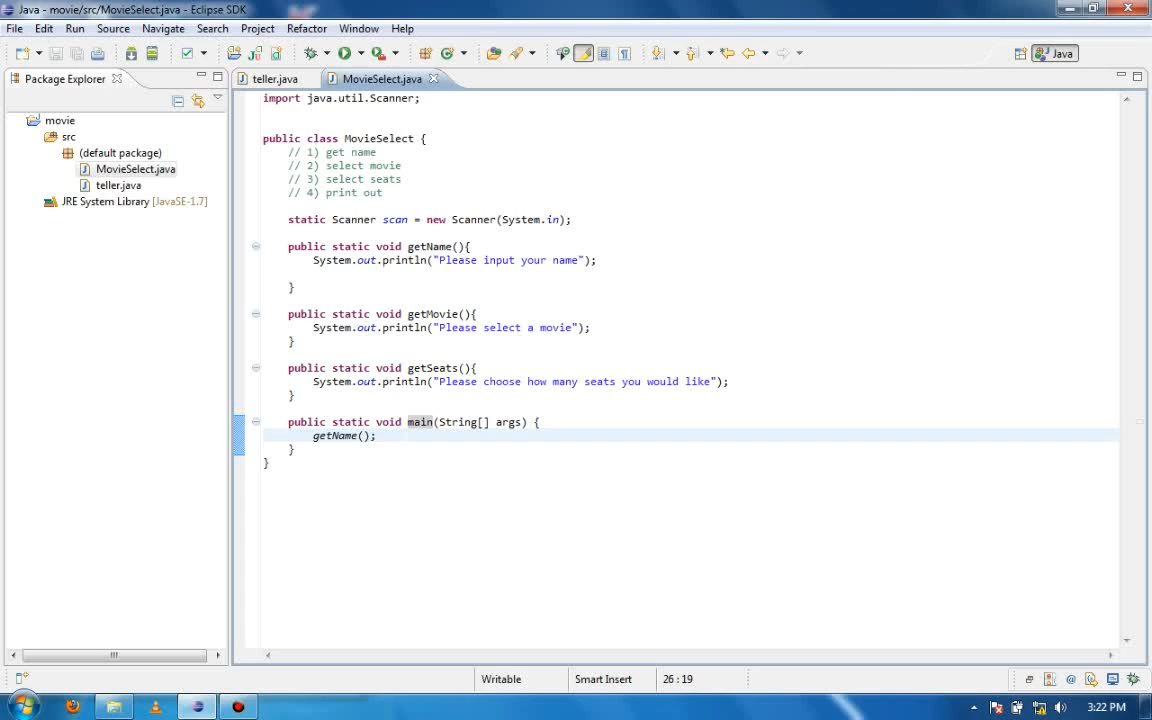 Java - movie/src/MovieSelect.java - Eclipse SDK
File Edit Run Source Navigate Search Project Refactor Window Help
Java
Package Explorer
teller.java
MovieSelect.java
movie
src
(default package)
MovieSelect.java
teller.java
JRE System Library [JavaSE-1.7]
import java.util.Scanner;
public class MovieSelect {
// 1) get name
// 2) select movie
// 3) select seats
// 4) print out
static Scanner scan = new Scanner(System.in);
public static void getName(){
System.out.println("Please input your name");
}
public static void getMovie(){
System.out.println("Please select a movie");
}
public static void getSeats(){
System.out.println("Please choose how many seats you would like");
}
public static void main(String[] args) {
getName();
}
}
Writable
Smart Insert
26 : 19
3:22 PM